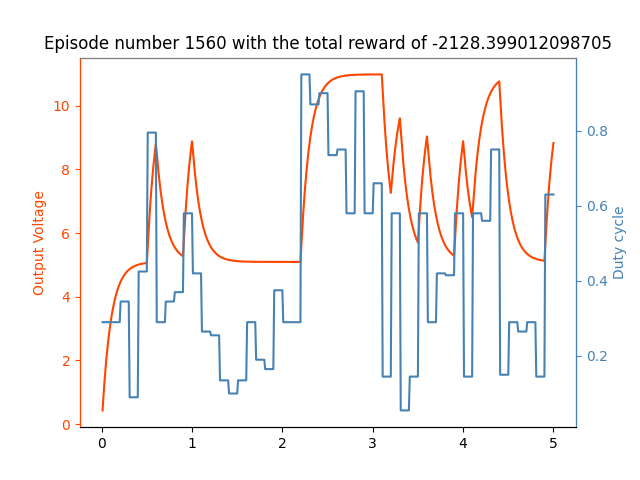 Episode number 1560 with the total reward of -2128.399012098705
10
8
6
4
2
0
Output Voltage
0.8
0.6
0.4
0.2
Duty cycle
0 1 2 3 4 5